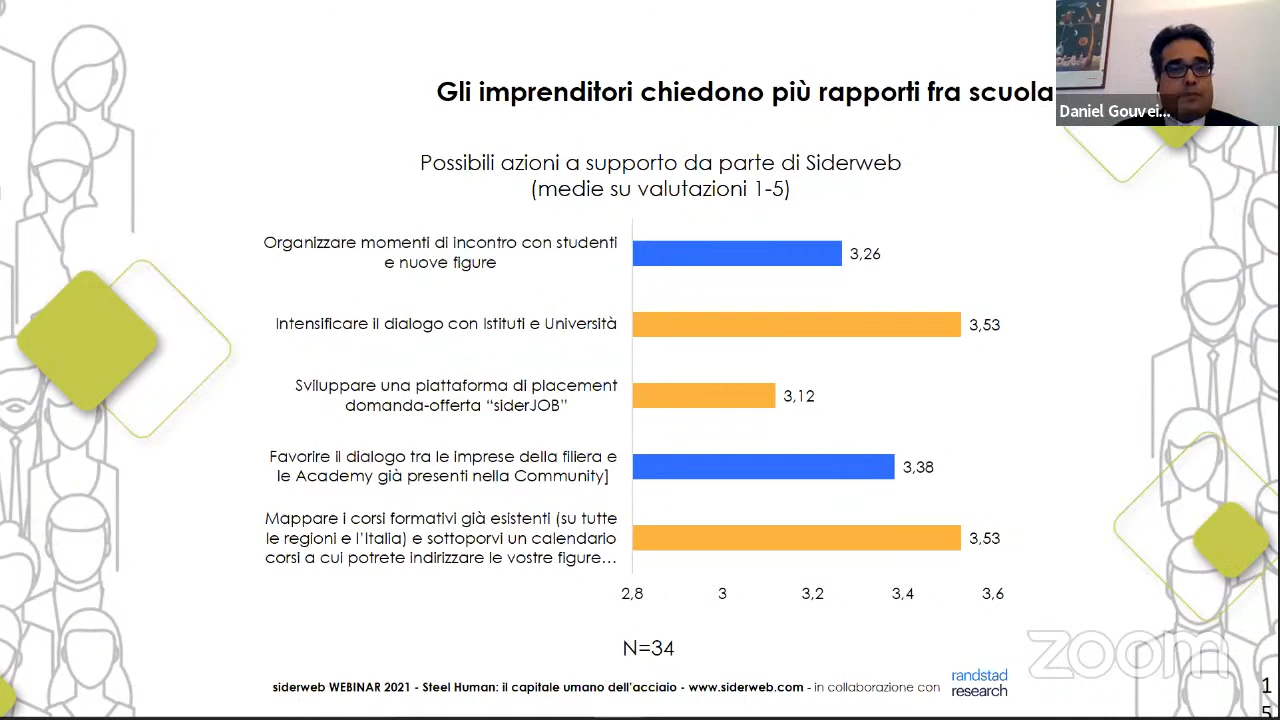 Gli imprenditori chiedono più rapporti fra scuola
Daniel Gouvei...
Possibili azioni a supporto da parte di Siderweb
(medie su valutazioni 1-5)
Organizzare momenti di incontro con studenti
e nuove figure
3,26
Intensificare il dialogo con Istituti e Università
3,53
Sviluppare una piattaforma di placement
domanda-offerta “siderJOB”
3,12
Favorire il dialogo tra le imprese della filiera e
le Academy già presenti nella Community]
3,38
Mappare i corsi formativi già esistenti (su tutte
le regioni e l’Italia) e sottoporvi un calendario
corsi a cui potrete indirizzare le vostre figure…
3,53
2,8 3 3,2 3,4 3,6
N=34
zoom
siderweb WEBINAR 2021 - Steel Human: il capitale umano dell’acciaio - www.siderweb.com - in collaborazione con
randstad
research
1
5